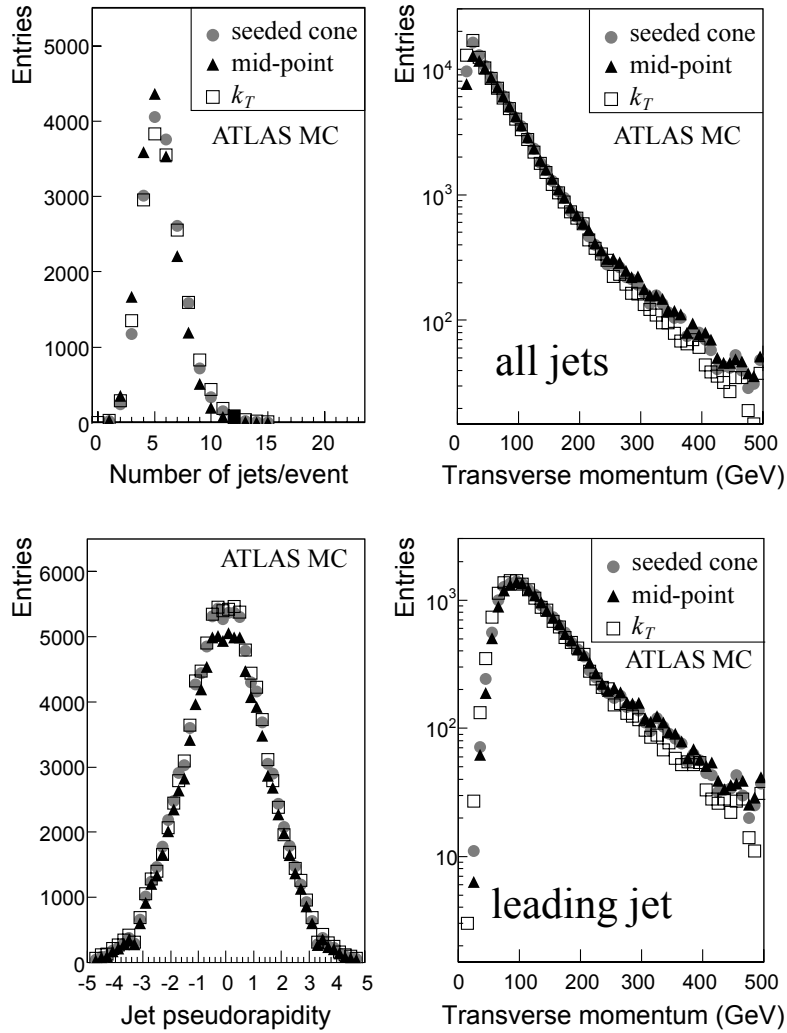 Entries
5000
4000
3000
2000
1000
0
seeded cone
mid-point
k_T
ATLAS MC
0 5 10 15 20
Number of jets/event
Entries
10^4
10^3
10^2
seeded cone
mid-point
k_T
ATLAS MC
all jets
0 100 200 300 400 500
Transverse momentum (GeV)
Entries
6000
5000
4000
3000
2000
1000
0
ATLAS MC
-5 -4 -3 -2 -1 0 1 2 3 4 5
Jet pseudorapidity
Entries
10^3
10^2
10
seeded cone
mid-point
k_T
ATLAS MC
leading jet
0 100 200 300 400 500
Transverse momentum (GeV)